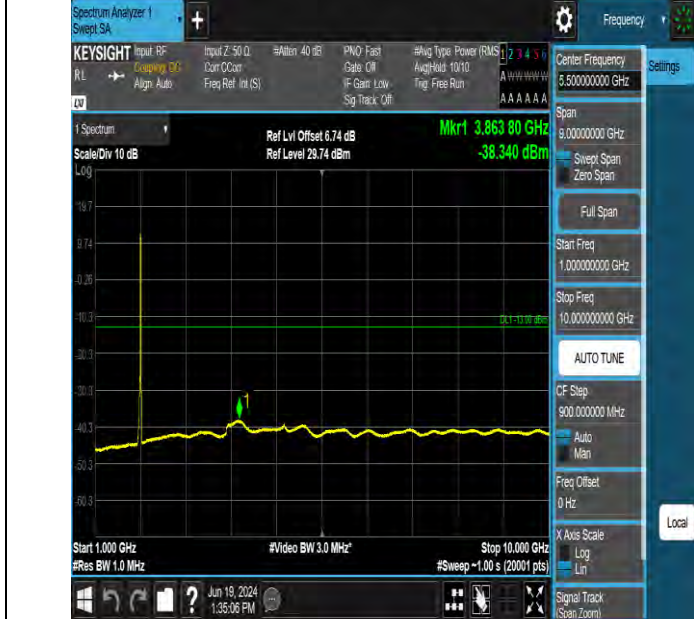 Spectrum Analyzer 1
Swept SA
+
Frequency
KEYSIGHT
RL
Input: RF
Coupling: DC
Align: Auto
Input Z: 50 Ω
Corr CCorr
Freq Ref: Int (S)
#Atten: 40 dB
PNO: Fast
Gate: Off
IF Gain: Low
Sig Track: Off
#Avg Type: Power (RMS
Avg|Hold: 10/10
Trig: Free Run
1 2 3 4 5 6
A W W W W W
A A A A A A
LXI
1 Spectrum
Scale/Div 10 dB
Log
Ref Lvl Offset 6.74 dB
Ref Level 29.74 dBm
Mkr1 3.863 80 GHz
-38.340 dBm
19.7
9.74
-0.26
-10.3
DL1 -13.00 dBm
-20.3
-30.3
1
-40.3
-50.3
-60.3
Start 1.000 GHz
#Res BW 1.0 MHz
#Video BW 3.0 MHz*
Stop 10.000 GHz
#Sweep ~1.00 s (20001 pts)
?
Jun 19, 2024
1:35:06 PM
Center Frequency
5.500000000 GHz
Settings
Span
9.00000000 GHz
Swept Span
Zero Span
Full Span
Start Freq
1.000000000 GHz
Stop Freq
10.000000000 GHz
AUTO TUNE
CF Step
900.000000 MHz
Auto
Man
Freq Offset
0 Hz
X Axis Scale
Log
Lin
Local
Signal Track
(Span Zoom)